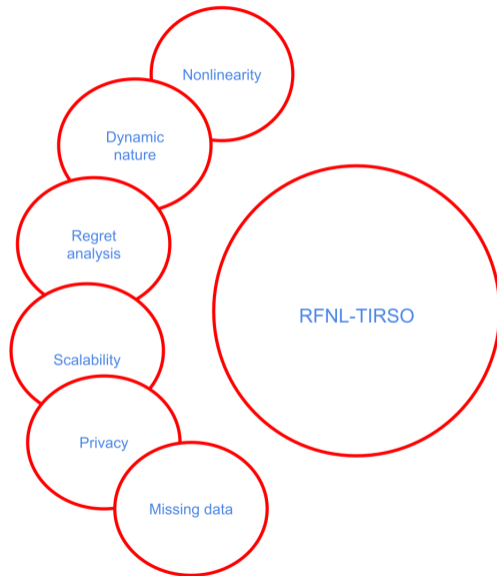 Nonlinearity
Dynamic
nature
Regret
analysis
RFNL-TIRSO
Scalability
Privacy
Missing data